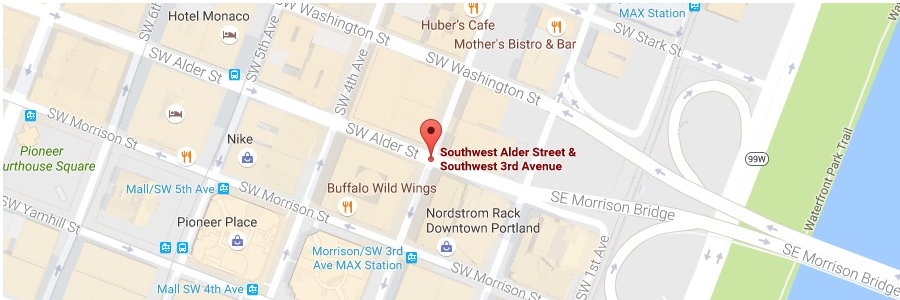 Hotel Monaco
SW 6th
SW Washington St
Huber's Cafe
Mother's Bistro & Bar
MAX Station
SW Stark St
Wa
SW Alder St
SW 5th Ave
SW 4th Ave
SW Washington St
SW Morrison St
Nike
SW Alder St
Southwest Alder Street &
Southwest 3rd Avenue
Pioneer
urthouse Square
99W
Waterfront Park Trail
Mall/SW 5th Ave
SW Morrison St
Buffalo Wild Wings
SE Morrison Bridge
SW Yamhill St
Pioneer Place
Nordstrom Rack
Downtown Portland
SW 1st Ave
SE Morrison Bridge
Morrison/SW 3rd
Ave MAX Station
SW Morrison St
Mall SW 4th Ave